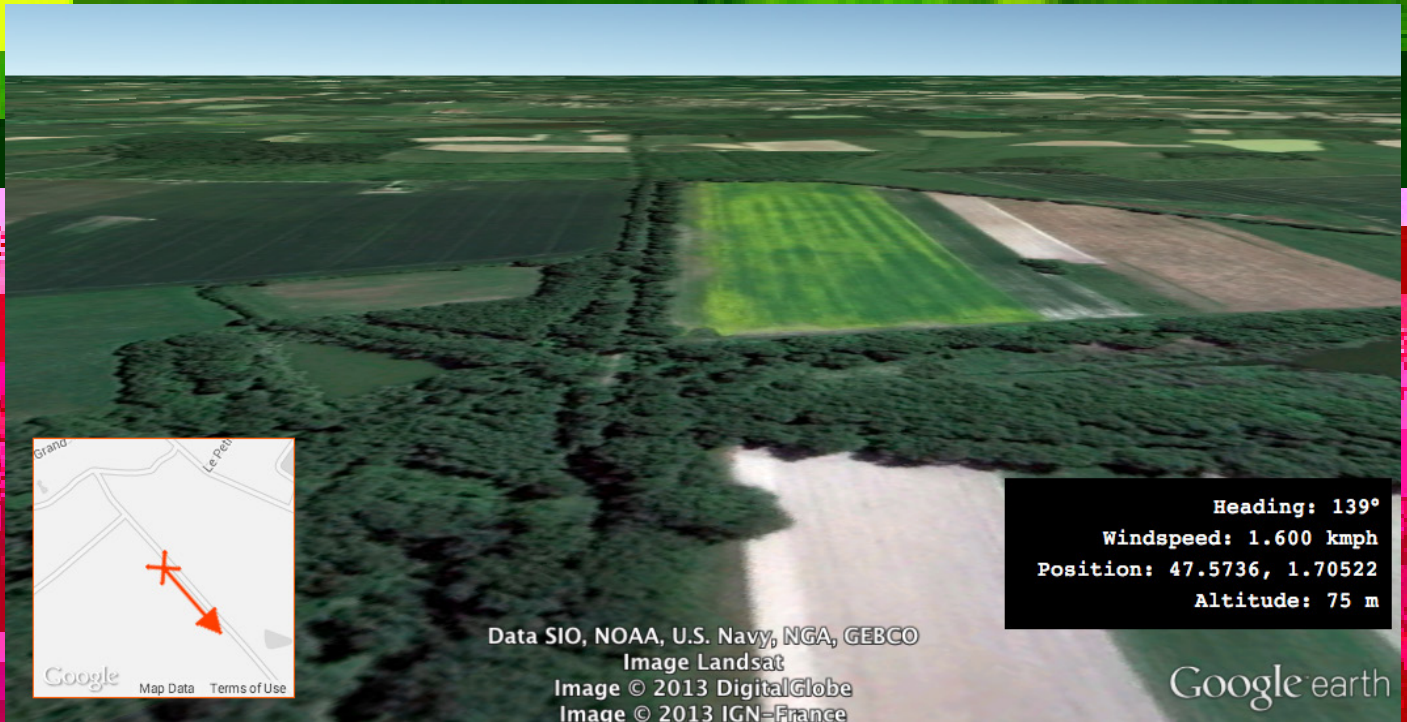 Grand
Le Peti
Google
Map Data Terms of Use
Data SIO, NOAA, U.S. Navy, NGA, GEBCO
Image Landsat
Image © 2013 DigitalGlobe
Image © 2013 IGN-France
Heading: 139°
Windspeed: 1.600 kmph
Position: 47.5736, 1.70522
Altitude: 75 m
Google earth